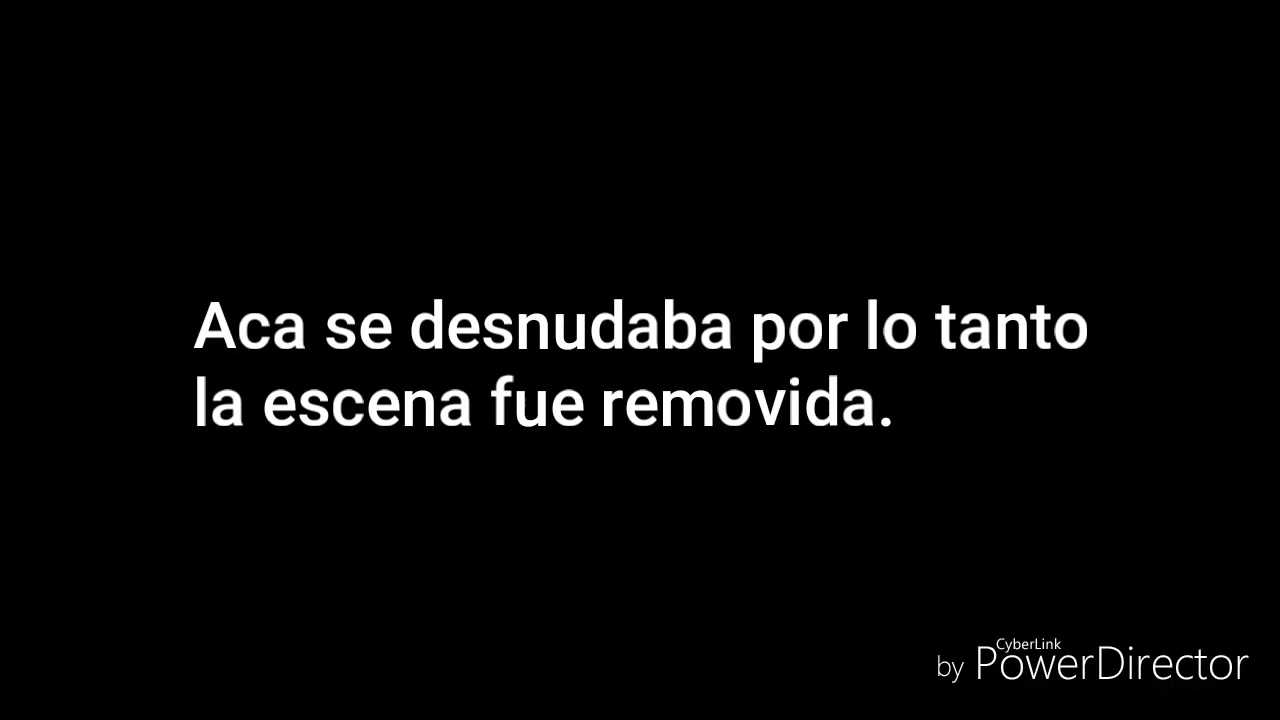 Aca se desnudaba por lo tanto
la escena fue removida.
CyberLink
by PowerDirector